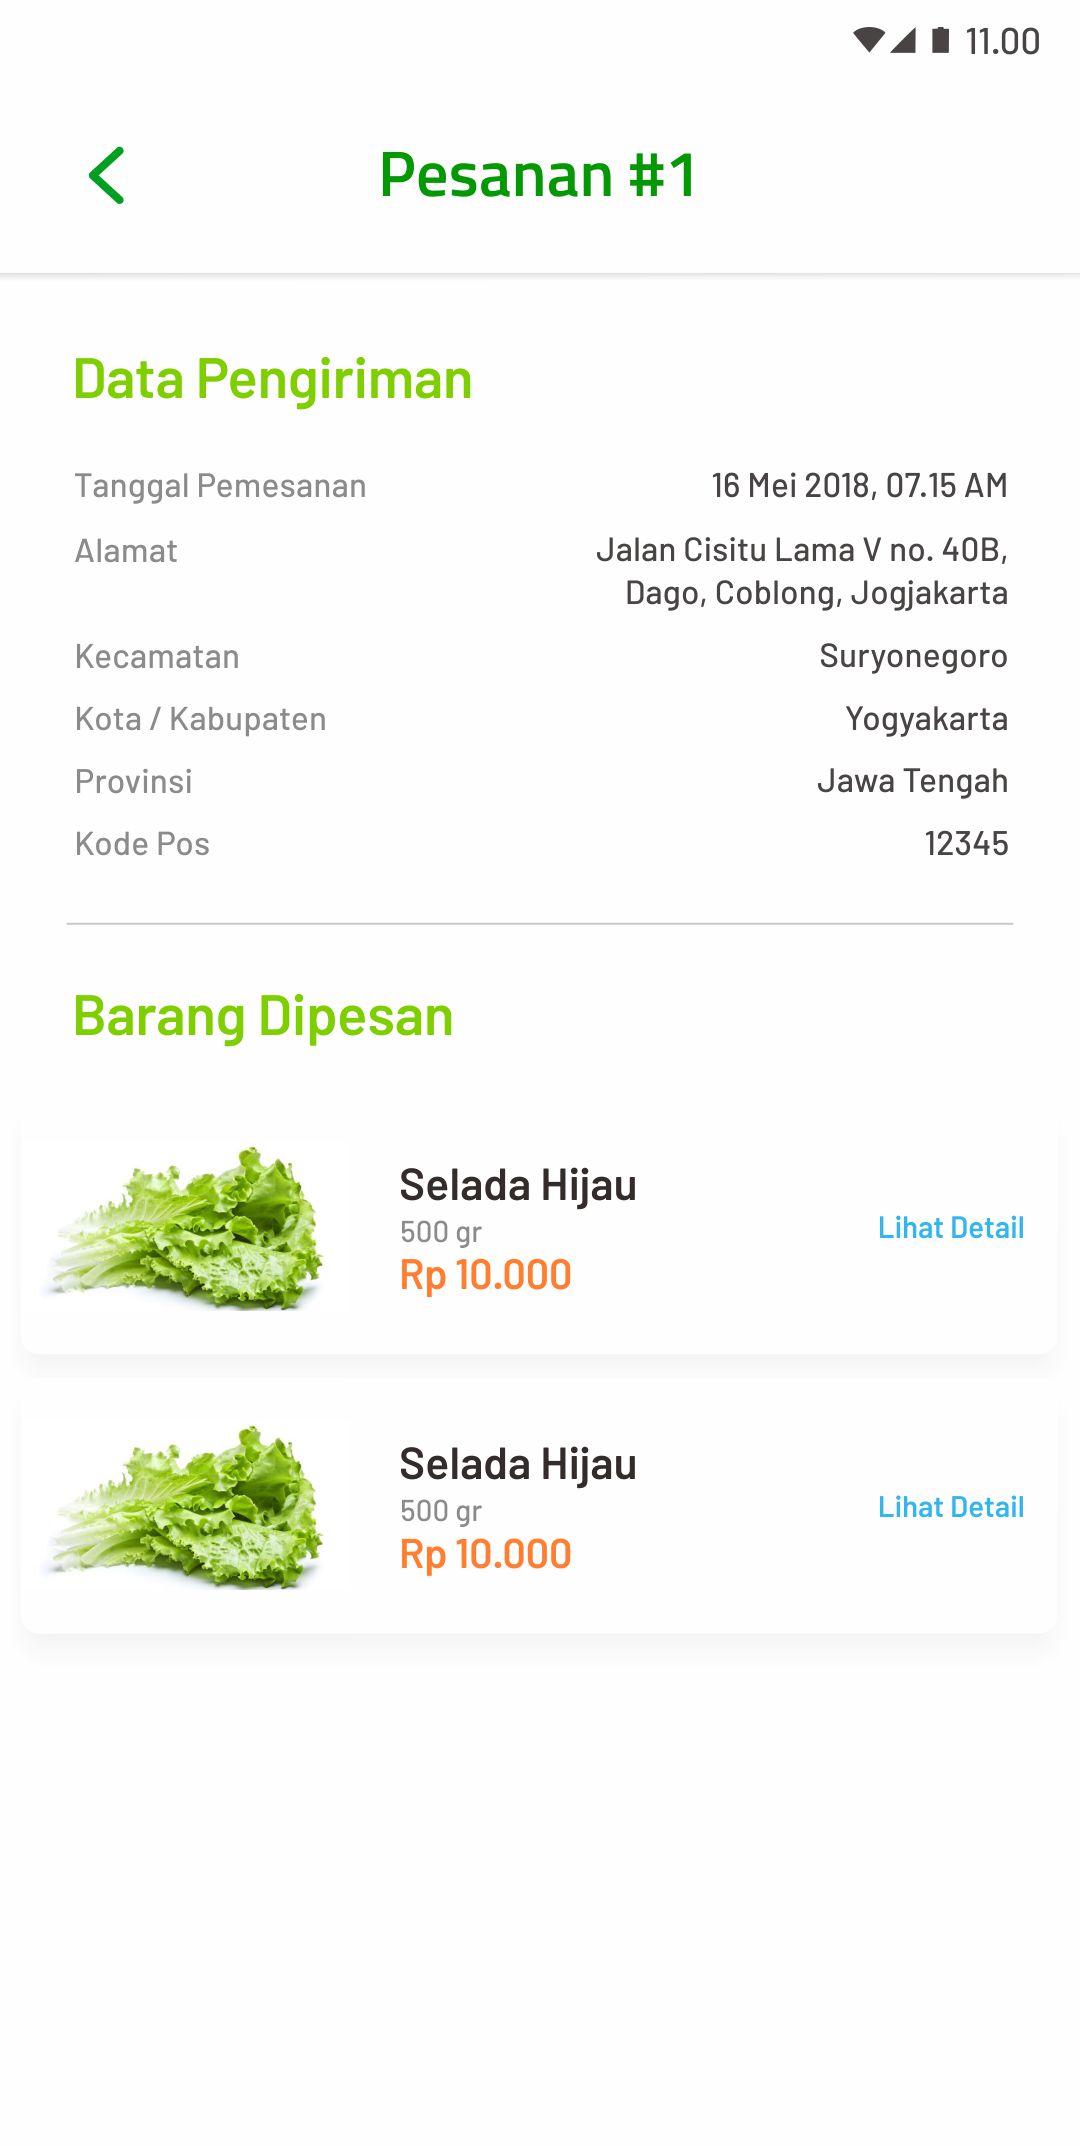 11.00
Pesanan #1
Data Pengiriman
Tanggal Pemesanan 16 Mei 2018, 07.15 AM
Alamat Jalan Cisitu Lama V no. 40B,
Dago, Coblong, Jogjakarta
Kecamatan Suryonegoro
Kota / Kabupaten Yogyakarta
Provinsi Jawa Tengah
Kode Pos 12345
Barang Dipesan
Selada Hijau
500 gr
Rp 10.000
Lihat Detail
Selada Hijau
500 gr
Rp 10.000
Lihat Detail